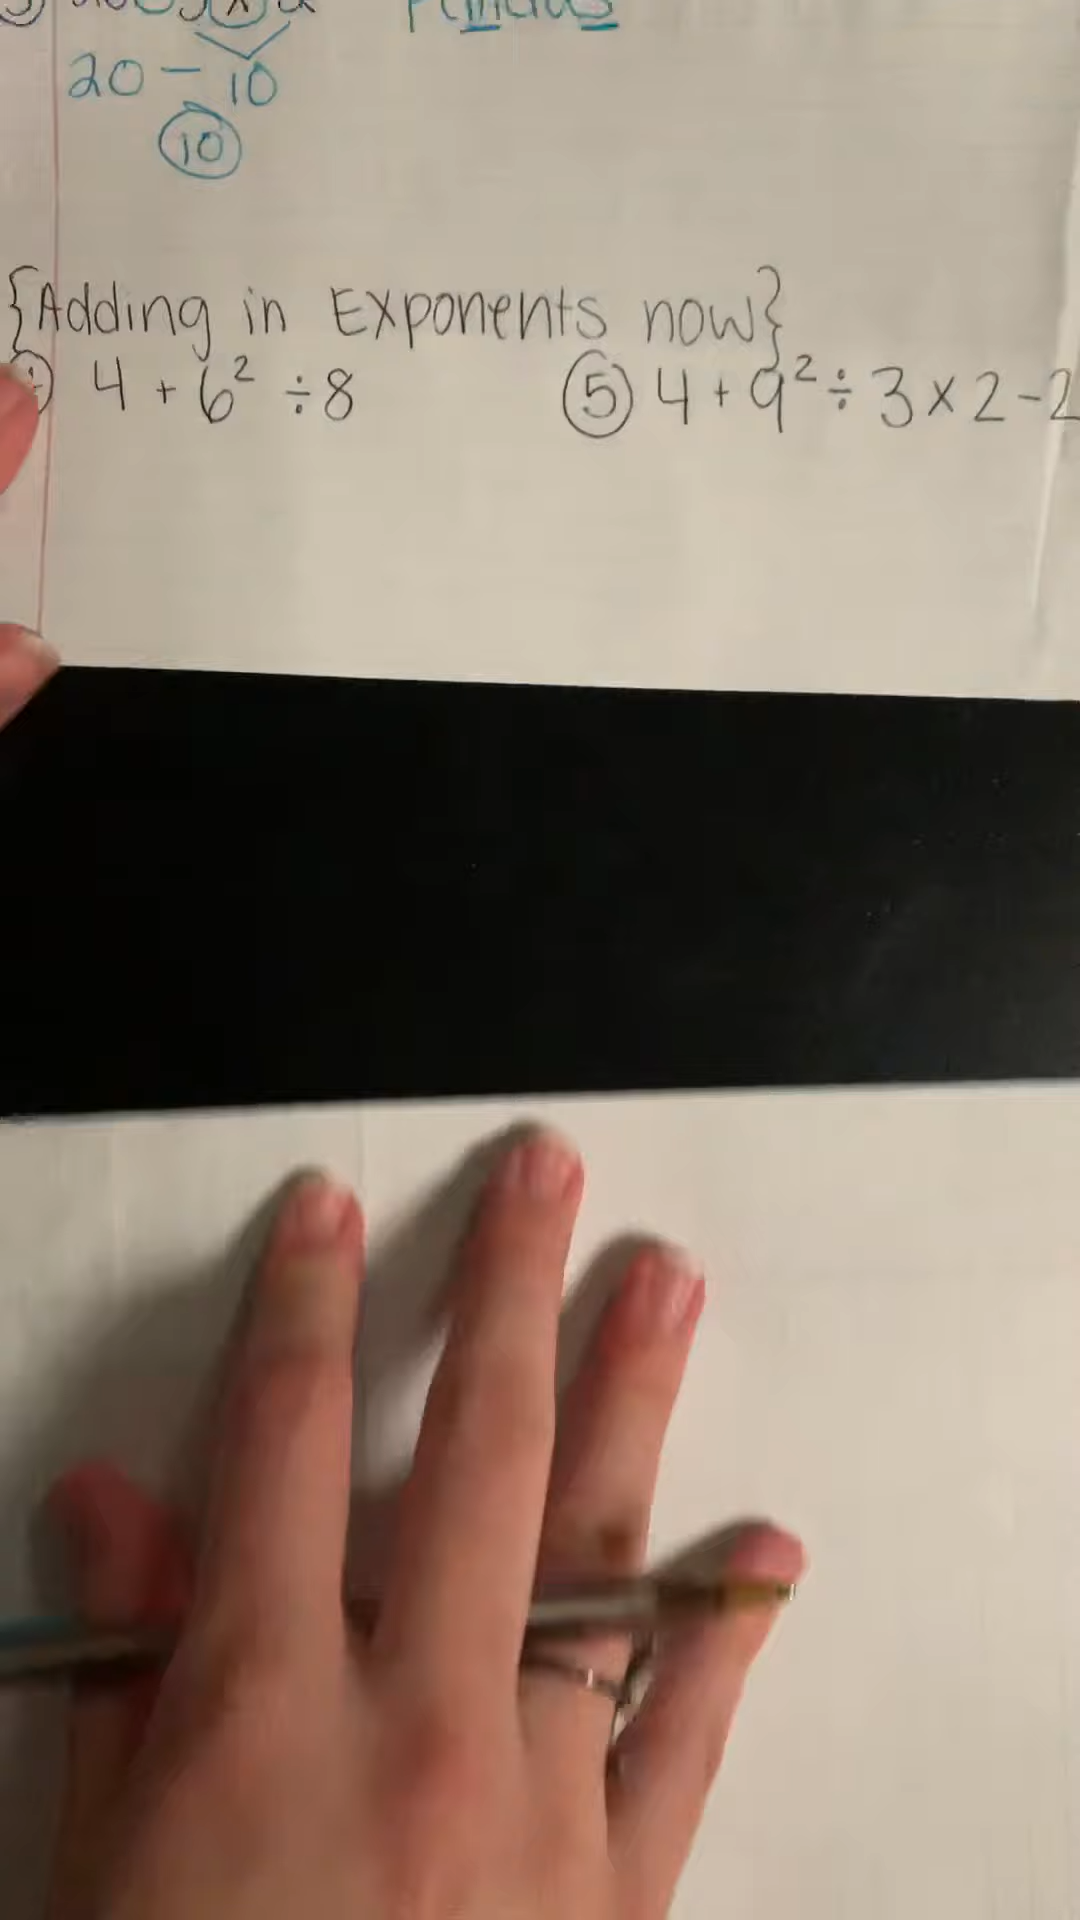 20 - 10
10
{Adding in Exponents now}
4 + 6² ÷ 8
⑤ 4 + 9² ÷ 3 × 2 - 2